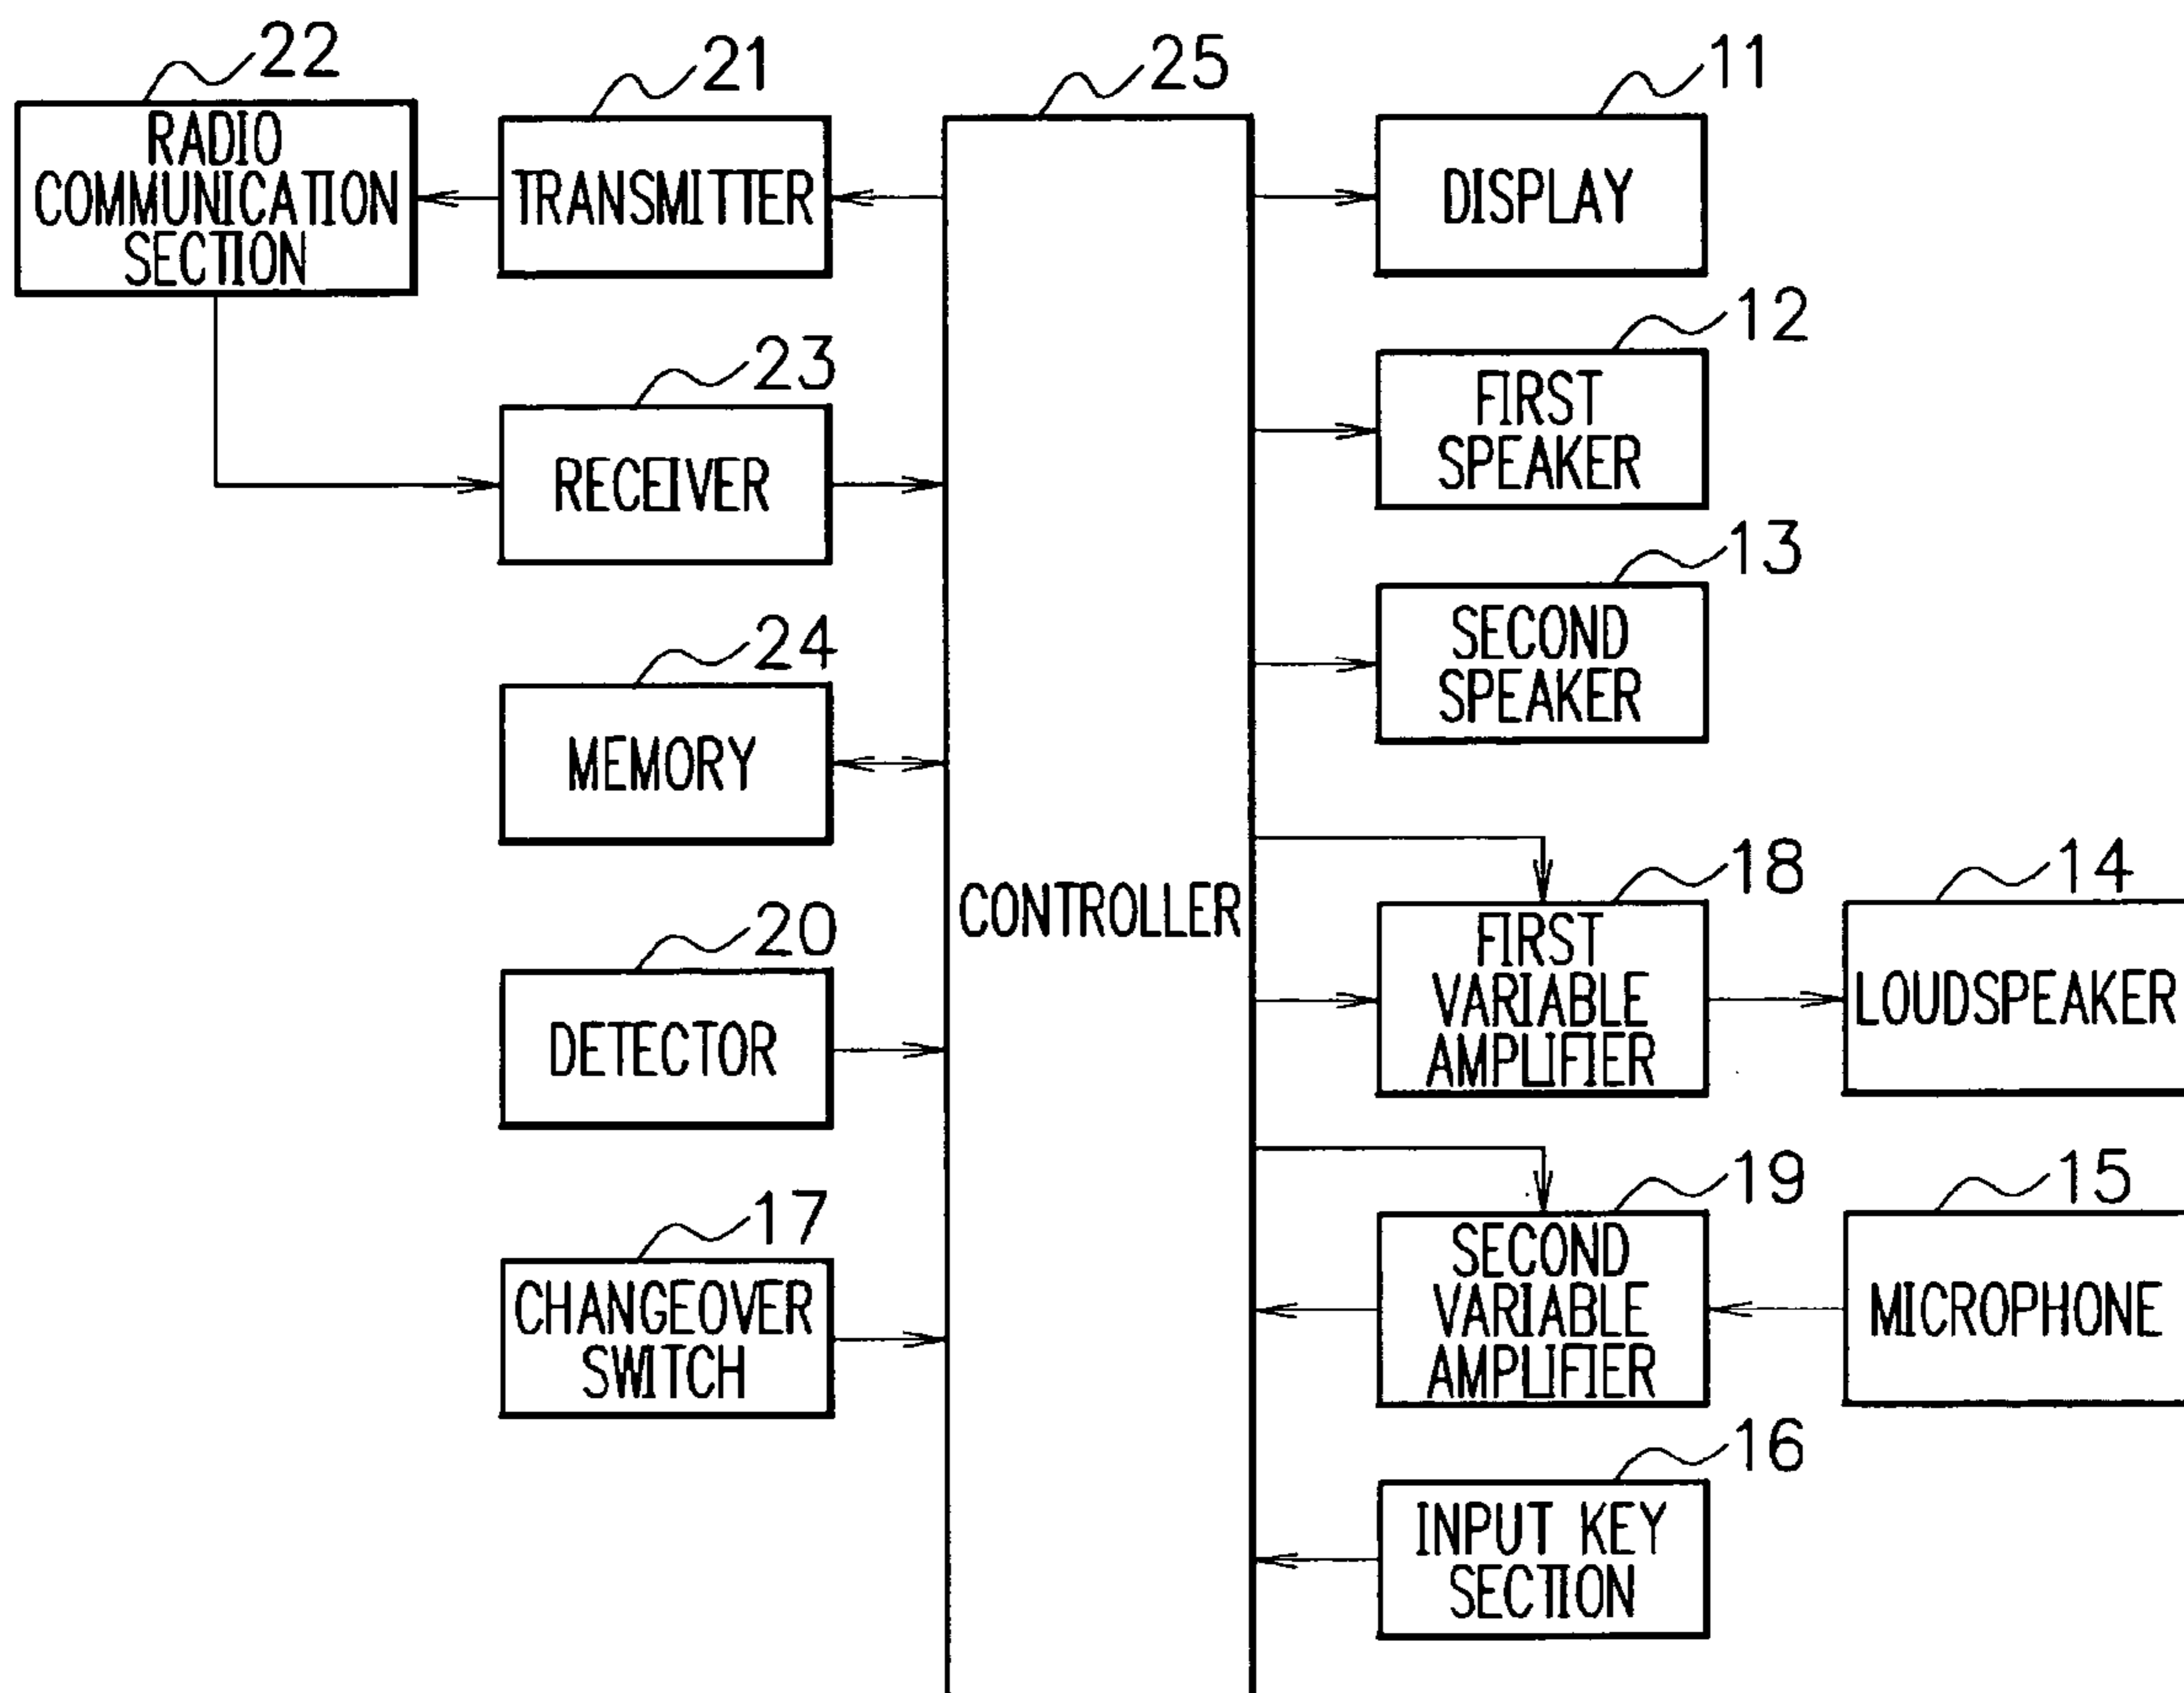 22
RADIO
COMMUNICATION
SECTION
21
TRANSMITTER
23
RECEIVER
24
MEMORY
20
DETECTOR
17
CHANGEOVER
SWITCH
25
CONTROLLER
11
DISPLAY
12
FIRST
SPEAKER
13
SECOND
SPEAKER
18
FIRST
VARIABLE
AMPLIFIER
14
LOUDSPEAKER
19
SECOND
VARIABLE
AMPLIFIER
15
MICROPHONE
16
INPUT KEY
SECTION